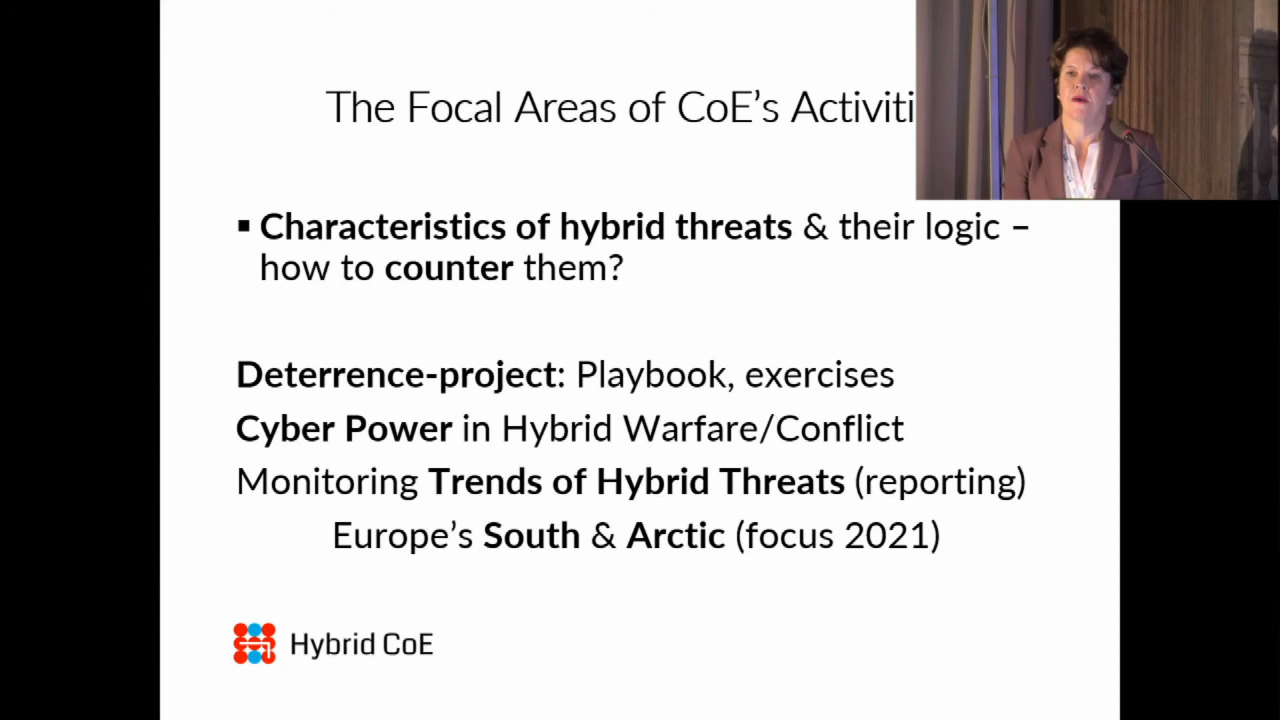 The Focal Areas of CoE's Activiti
▪ Characteristics of hybrid threats & their logic –
how to counter them?
Deterrence-project: Playbook, exercises
Cyber Power in Hybrid Warfare/Conflict
Monitoring Trends of Hybrid Threats (reporting)
Europe's South & Arctic (focus 2021)
Hybrid CoE